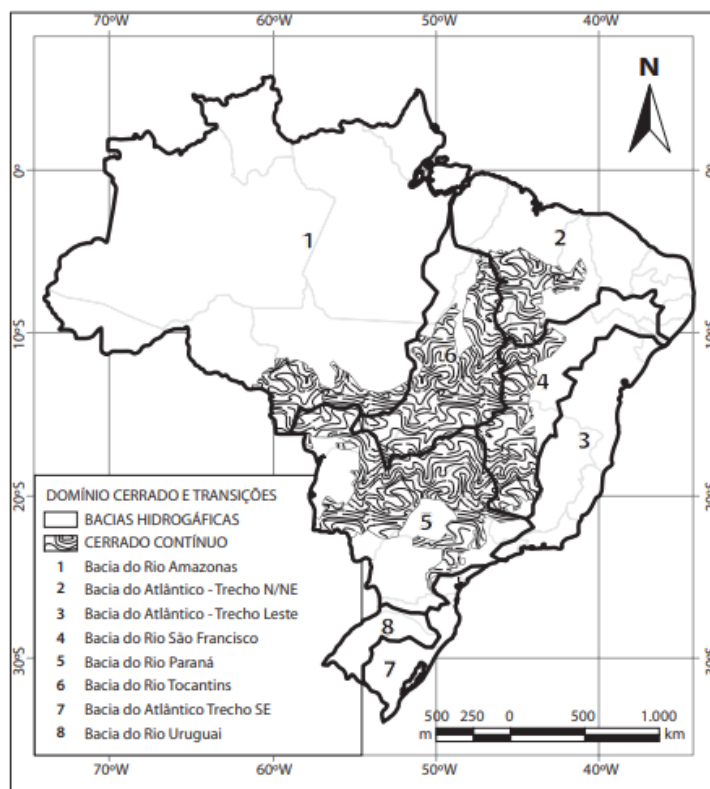 70ºW 60ºW 50ºW 40ºW
N
0º 0º
1
2
10ºS 10ºS
6
4
3
20ºS 20ºS
5
DOMÍNIO CERRADO E TRANSIÇÕES
BACIAS HIDROGÁFICAS
CERRADO CONTÍNUO
1 Bacia do Rio Amazonas
2 Bacia do Atlântico - Trecho N/NE
3 Bacia do Atlântico - Trecho Leste
4 Bacia do Rio São Francisco
5 Bacia do Rio Paraná
6 Bacia do Rio Tocantins
7 Bacia do Atlântico Trecho SE
8 Bacia do Rio Uruguai
8
7
30ºS 30ºS
500 250 0 500 1.000
m km
70ºW 60ºW 50ºW 40ºW